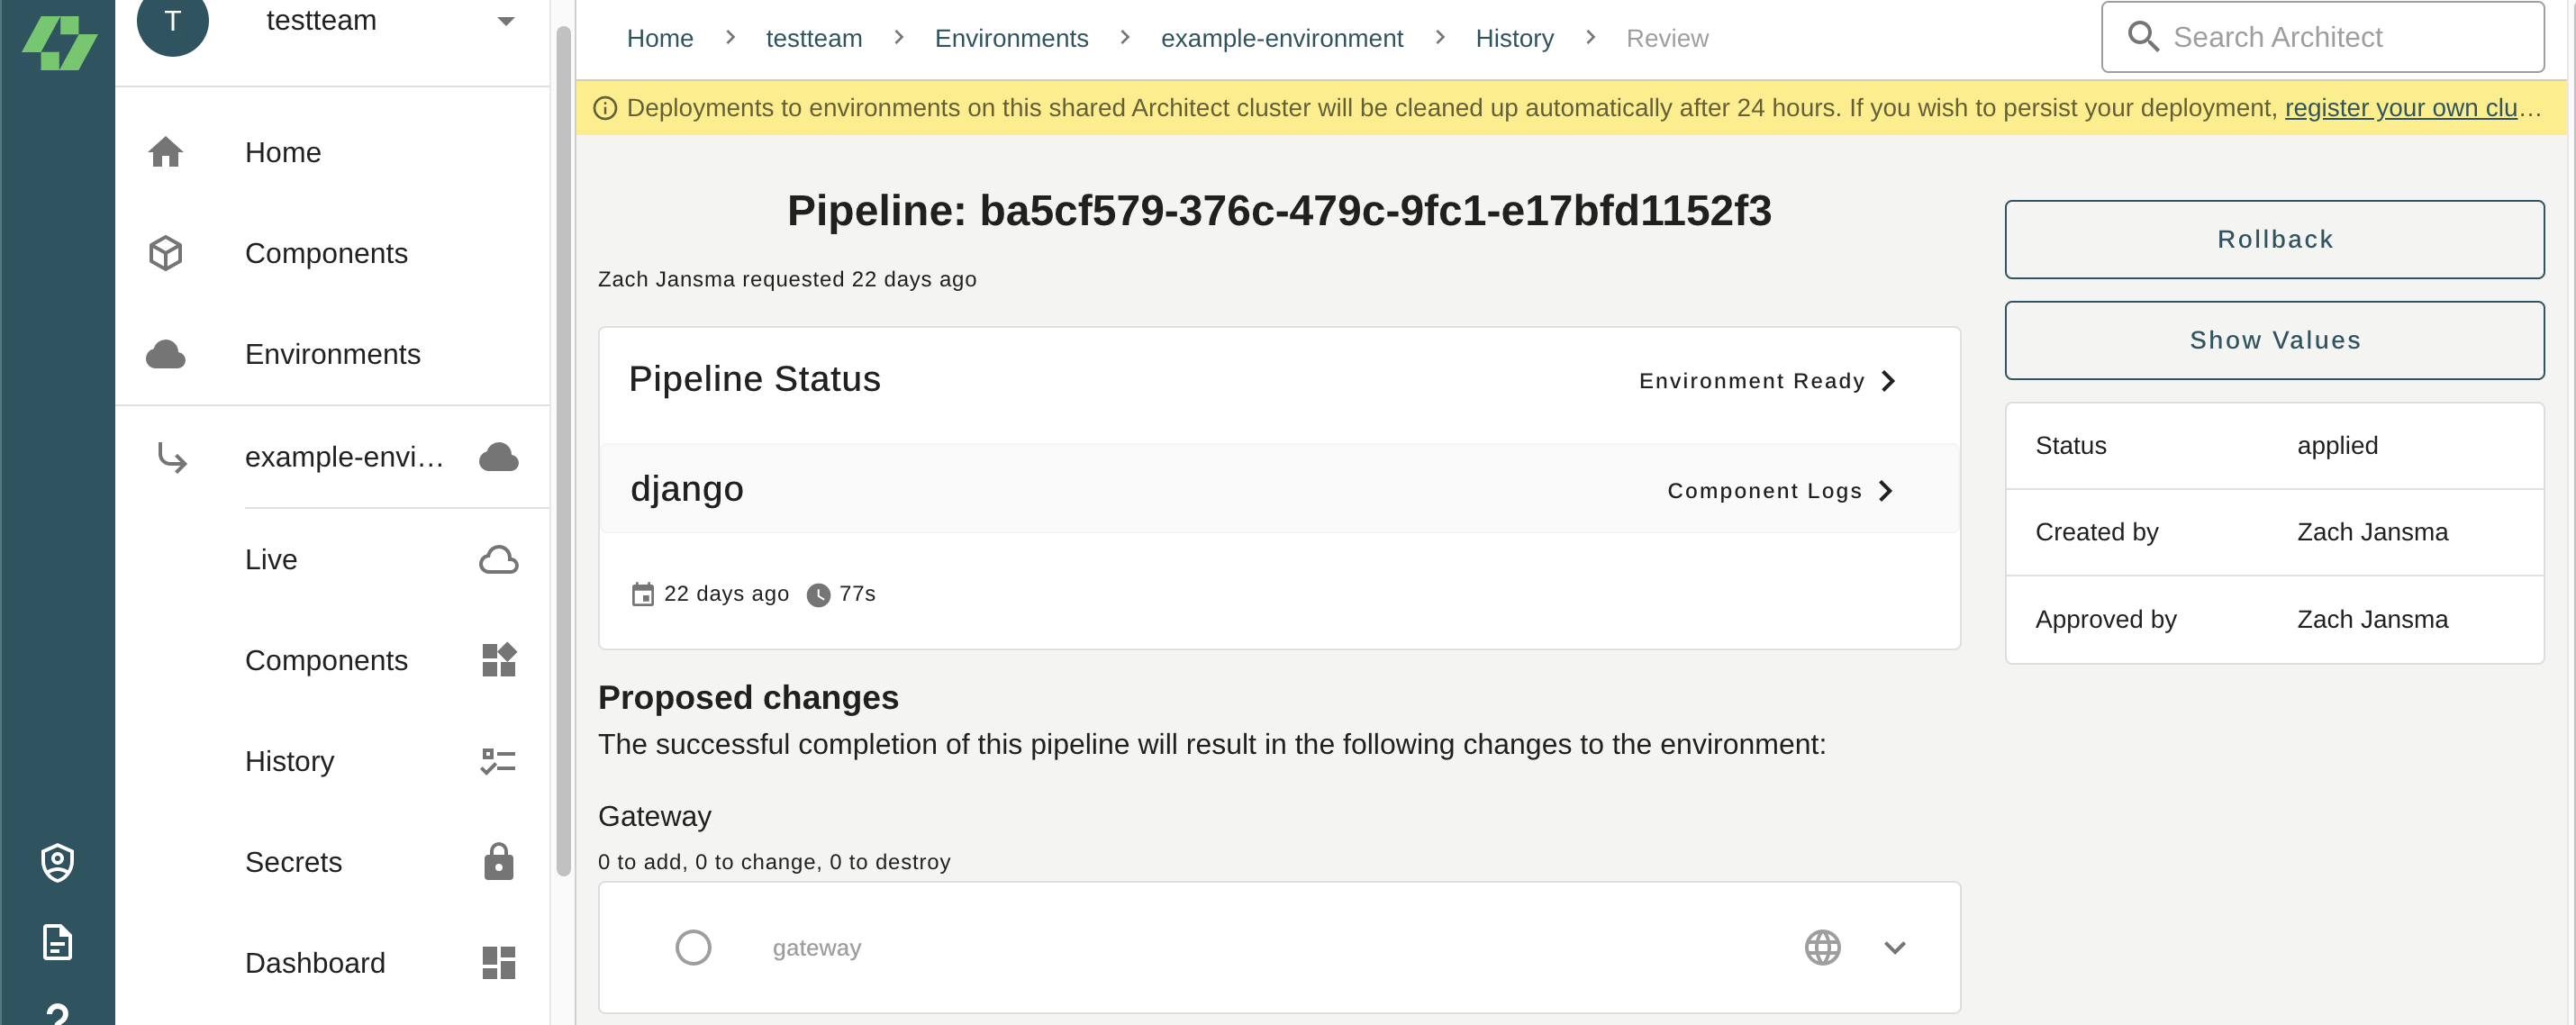 T
testteam
Home
Components
Environments
example-envi...
Live
Components
History
Secrets
Dashboard
?
Home > testteam > Environments > example-environment > History > Review
Search Architect
Deployments to environments on this shared Architect cluster will be cleaned up automatically after 24 hours. If you wish to persist your deployment, register your own clu...
Pipeline: ba5cf579-376c-479c-9fc1-e17bfd1152f3
Zach Jansma requested 22 days ago
Pipeline Status
Environment Ready
django
Component Logs
22 days ago 77s
Proposed changes
The successful completion of this pipeline will result in the following changes to the environment:
Gateway
0 to add, 0 to change, 0 to destroy
gateway
Rollback
Show Values
Status applied
Created by Zach Jansma
Approved by Zach Jansma